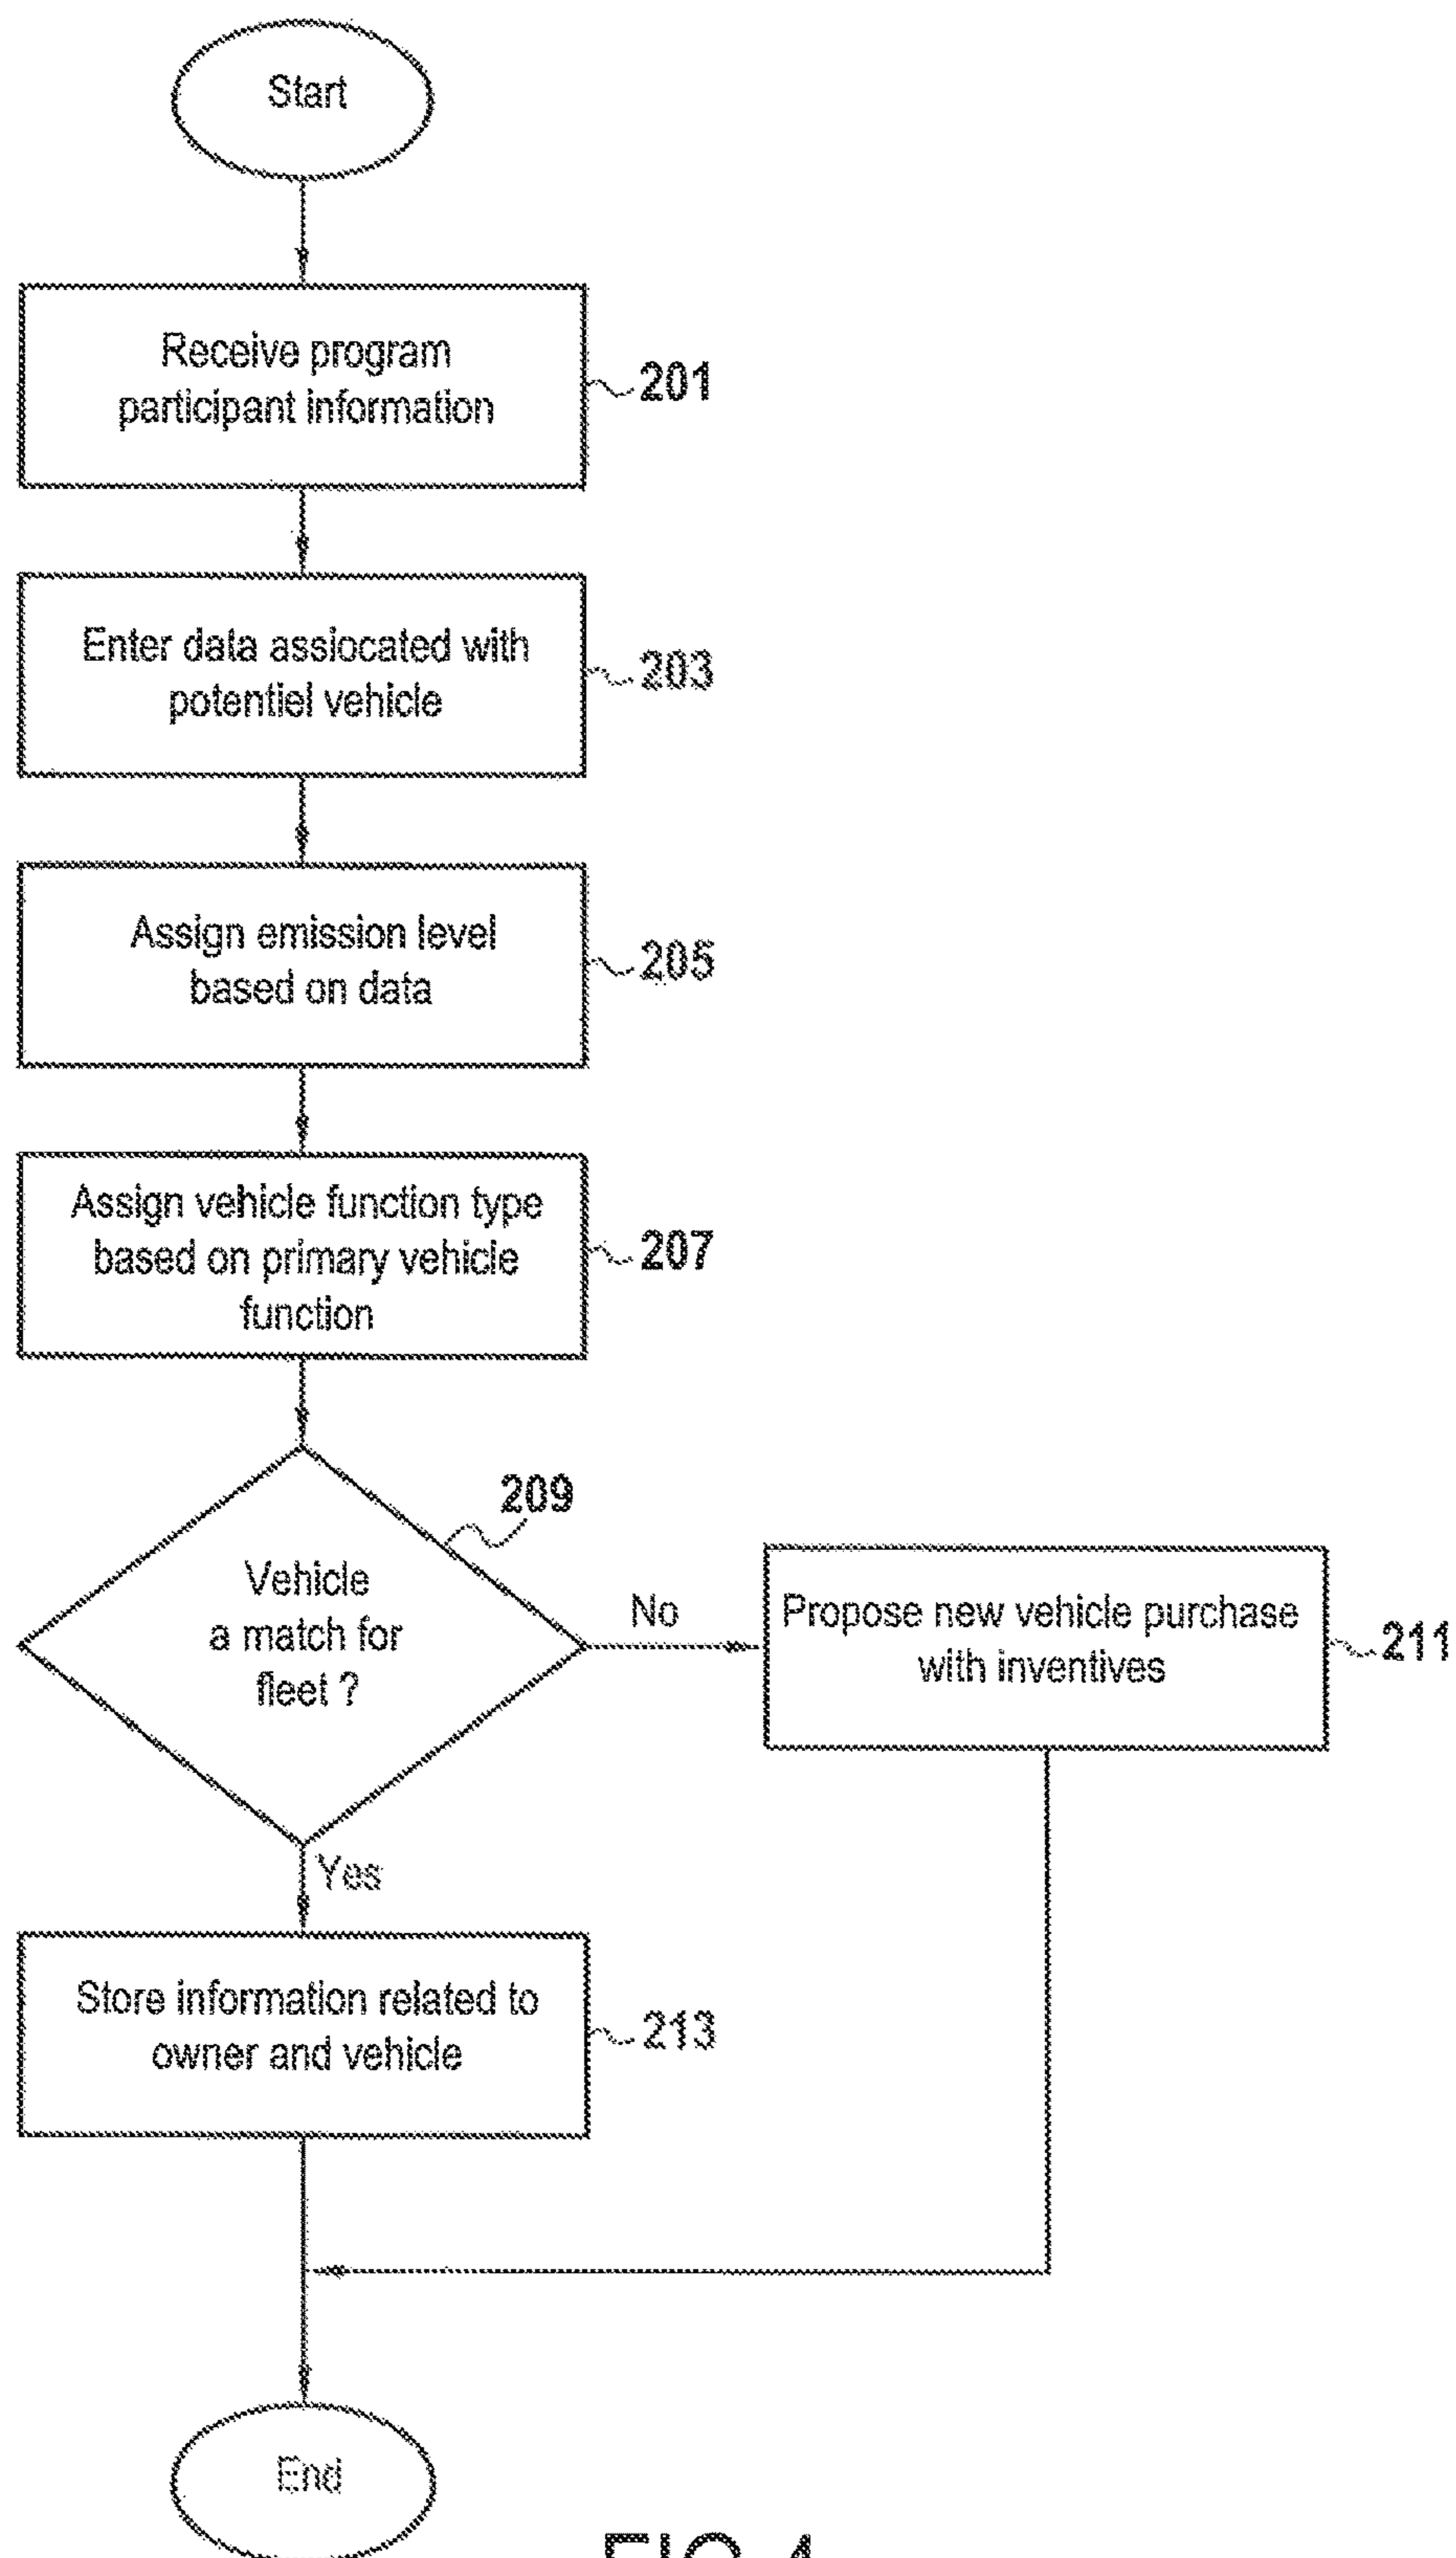 Start
Receive program
participant information
201
Enter data assiocated with
potentiel vehicle
203
Assign emission level
based on data
205
Assign vehicle function type
based on primary vehicle
function
207
209
Vehicle
a match for
fleet ?
No
Propose new vehicle purchase
with inventives
211
Yes
Store information related to
owner and vehicle
213
End
FIG.4